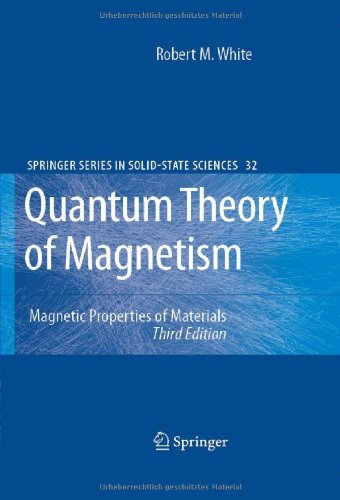 Urheberrechtlich geschütztes Material
Robert M. White
SPRINGER SERIES IN SOLID-STATE SCIENCES 32
Quantum Theory
of Magnetism
Magnetic Properties of Materials
Third Edition
Springer
Urheberrechtlich geschütztes Material